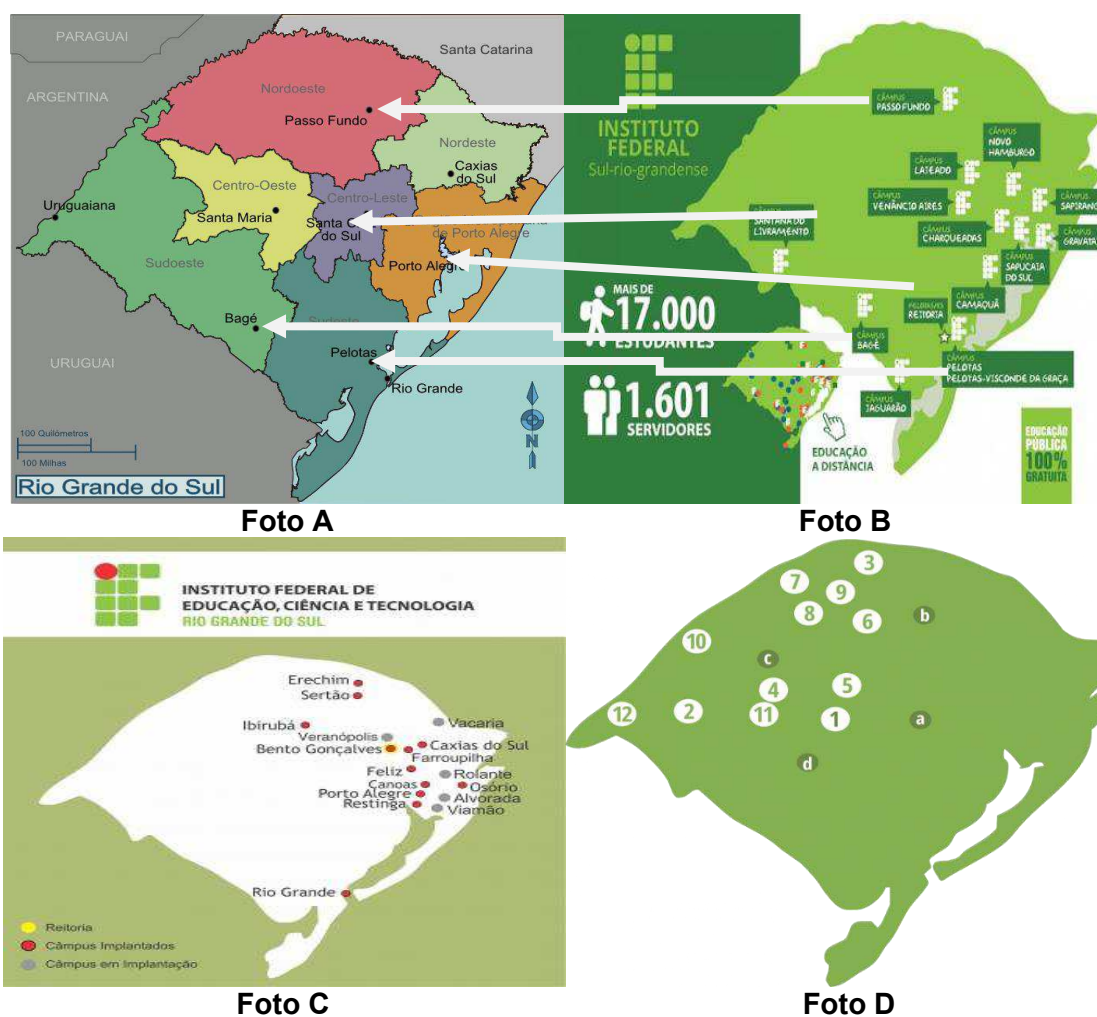 PARAGUAI
Santa Catarina
ARGENTINA
Nordoeste
Passo Fundo
Nordeste
Caxias
do Sul
Centro-Oeste
Centro-Leste
Uruguaiana
Santa Maria
Santa C
do Sul
de Porto Alegre
Porto Alegre
Sudoeste
Bagé
Sudeste
Pelotas
Rio Grande
URUGUAI
N
100 Quilômetros
100 Milhas
Rio Grande do Sul
Foto A
INSTITUTO
FEDERAL
Sul-rio-grandense
CÂMPUS
PASSO FUNDO
CÂMPUS
NOVO
HAMBURGO
CÂMPUS
LAJEADO
CÂMPUS
VENÂNCIO AIRES
CÂMPUS
SAPIRANG
CÂMPUS
SANTANA DO
LIVRAMENTO
CÂMPUS
CHARQUEADAS
CÂMPUS
GRAVATA
CÂMPUS
SAPUCAIA
DO SUL
CÂMPUS
CAMAQUÃ
REITORIA
MAIS DE
17.000
ESTUDANTES
CÂMPUS
BAGÉ
CÂMPUS
PELOTAS
PELOTAS-VISCONDE DA GRAÇA
CÂMPUS
JAGUARÃO
1.601
SERVIDORES
EDUCAÇÃO
A DISTÂNCIA
EDUCAÇÃO
PÚBLICA
100%
GRATUITA
Foto B
INSTITUTO FEDERAL DE
EDUCAÇÃO, CIÊNCIA E TECNOLOGIA
RIO GRANDE DO SUL
Erechim
Sertão
Ibirubá
Vacaria
Veranópolis
Bento Gonçalves
Caxias do Sul
Farroupilha
Feliz
Rolante
Canoas
Osório
Porto Alegre
Alvorada
Restinga
Viamão
Rio Grande
Reitoria
Câmpus Implantados
Câmpus em Implantação
Foto C
3
7
9
8
6
b
10
c
4
5
12
2
11
1
a
d
Foto D